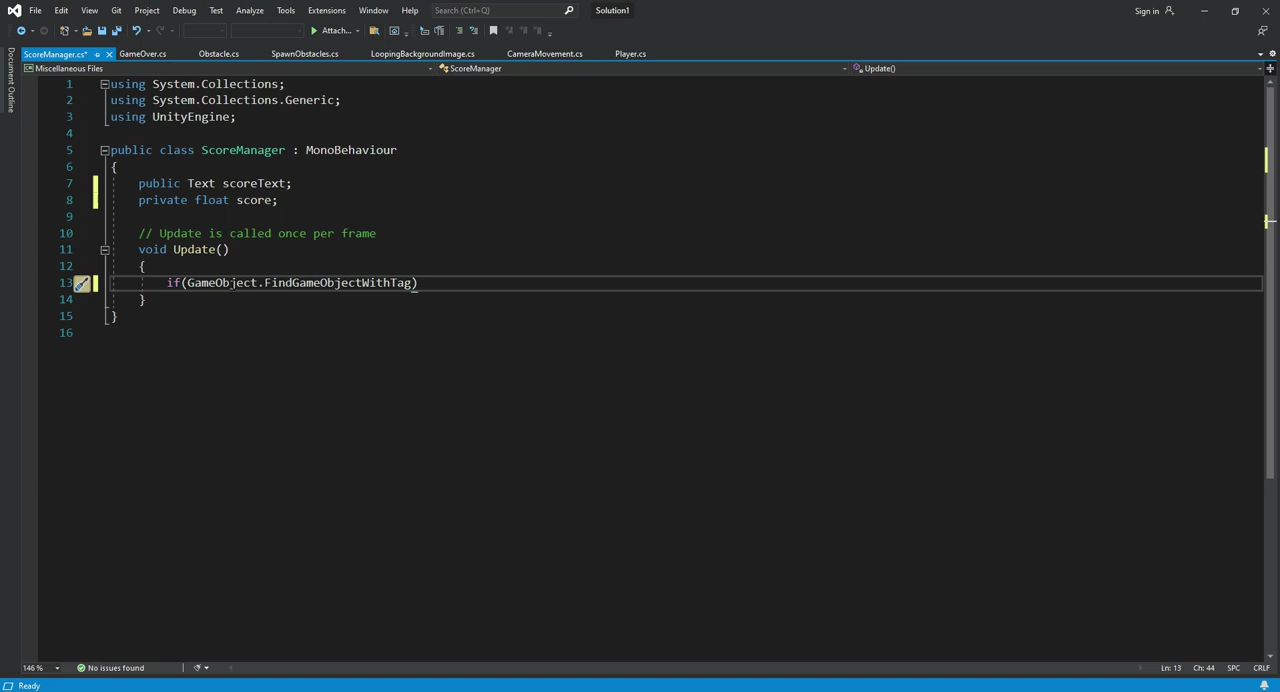 File Edit View Git Project Debug Test Analyze Tools Extensions Window Help Search (Ctrl+Q) Solution1 Sign in
Attach...
ScoreManager.cs* GameOver.cs Obstacle.cs SpawnObstacles.cs LoopingBackgroundImage.cs CameraMovement.cs Player.cs
Miscellaneous Files ScoreManager Update()
Document Outline
1 using System.Collections;
2 using System.Collections.Generic;
3 using UnityEngine;
4
5 public class ScoreManager : MonoBehaviour
6 {
7 public Text scoreText;
8 private float score;
9
10 // Update is called once per frame
11 void Update()
12 {
13 if(GameObject.FindGameObjectWithTag)
14 }
15 }
16
146 % No issues found Ln: 13 Ch: 44 SPC CRLF
Ready